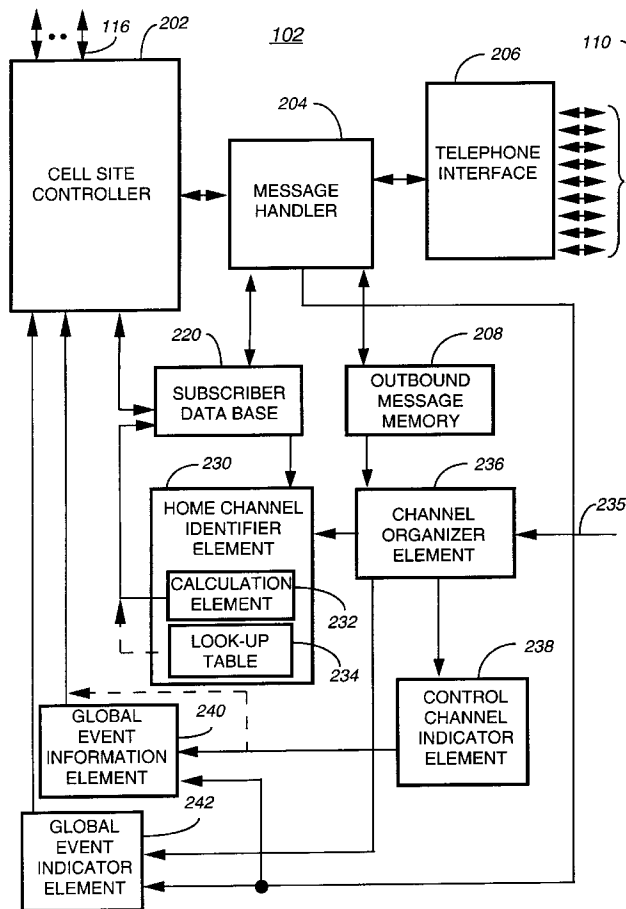 116
202
102
206
110
204
CELL SITE
CONTROLLER
MESSAGE
HANDLER
TELEPHONE
INTERFACE
220
208
SUBSCRIBER
DATA BASE
OUTBOUND
MESSAGE
MEMORY
230
236
HOME CHANNEL
IDENTIFIER
ELEMENT
CHANNEL
ORGANIZER
ELEMENT
235
CALCULATION
ELEMENT
232
LOOK-UP
TABLE
234
238
240
GLOBAL
EVENT
INFORMATION
ELEMENT
CONTROL
CHANNEL
INDICATOR
ELEMENT
242
GLOBAL
EVENT
INDICATOR
ELEMENT